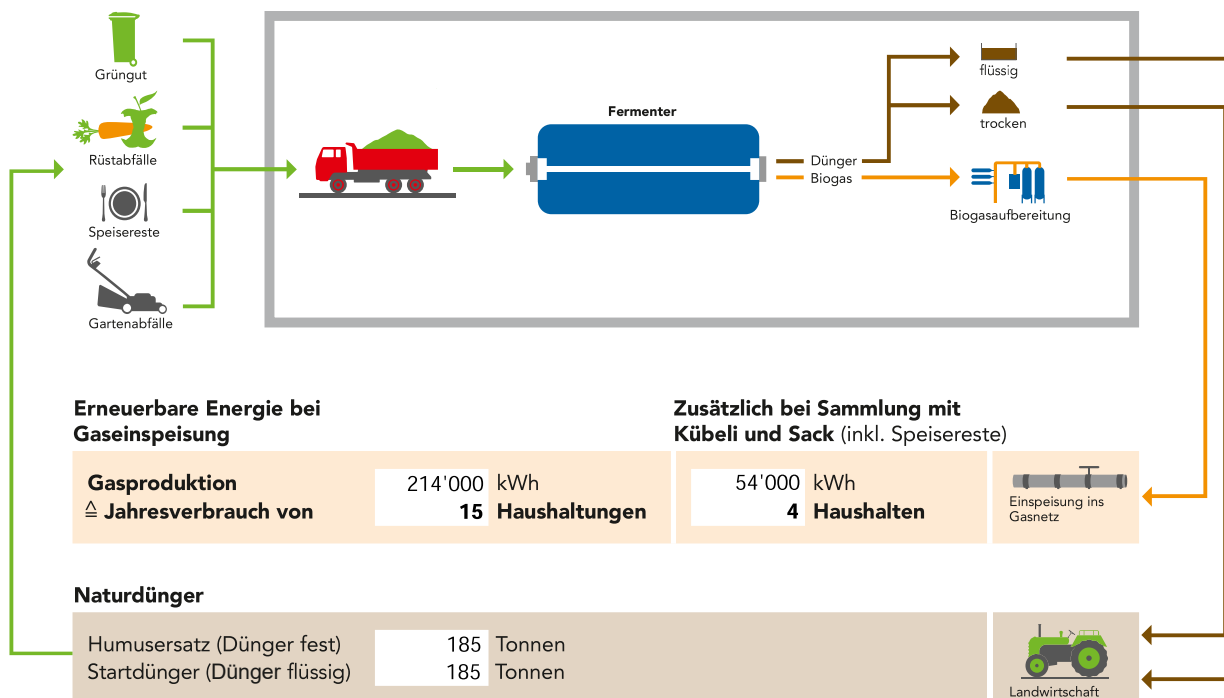 Grüngut
Rüstabfälle
Speisereste
Gartenabfälle
Fermenter
Dünger
Biogas
flüssig
trocken
Biogasaufbereitung
Erneuerbare Energie bei
Gaseinspeisung
Zusätzlich bei Sammlung mit
Kübeli und Sack (inkl. Speisereste)
Gasproduktion 214'000 kWh
≙ Jahresverbrauch von 15 Haushaltungen
54'000 kWh
4 Haushalten
Einspeisung ins
Gasnetz
Naturdünger
Humusersatz (Dünger fest) 185 Tonnen
Startdünger (Dünger flüssig) 185 Tonnen
Landwirtschaft